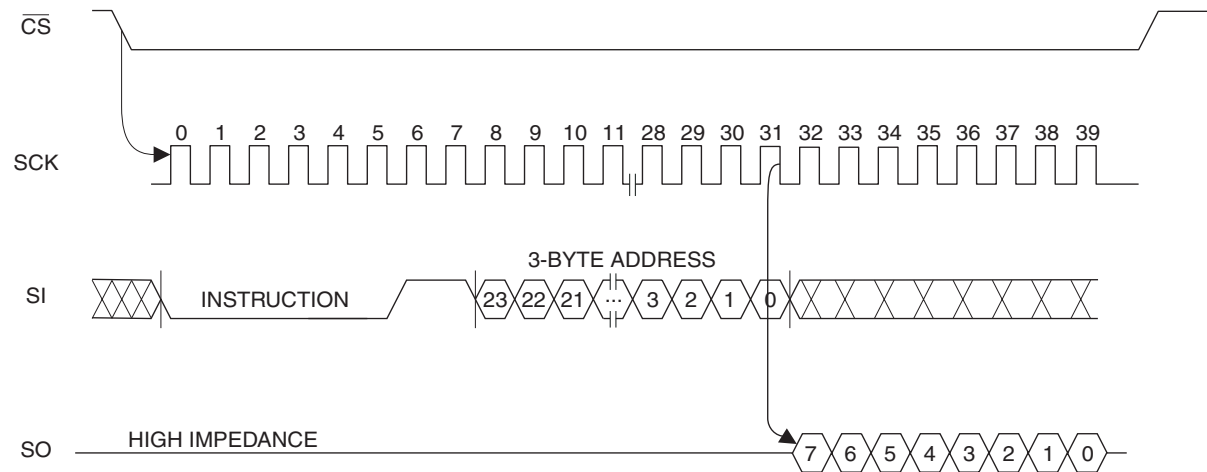 CS
SCK
0 1 2 3 4 5 6 7 8 9 10 11 28 29 30 31 32 33 34 35 36 37 38 39
3-BYTE ADDRESS
SI
INSTRUCTION
23 22 21 ... 3 2 1 0
SO
HIGH IMPEDANCE
7 6 5 4 3 2 1 0